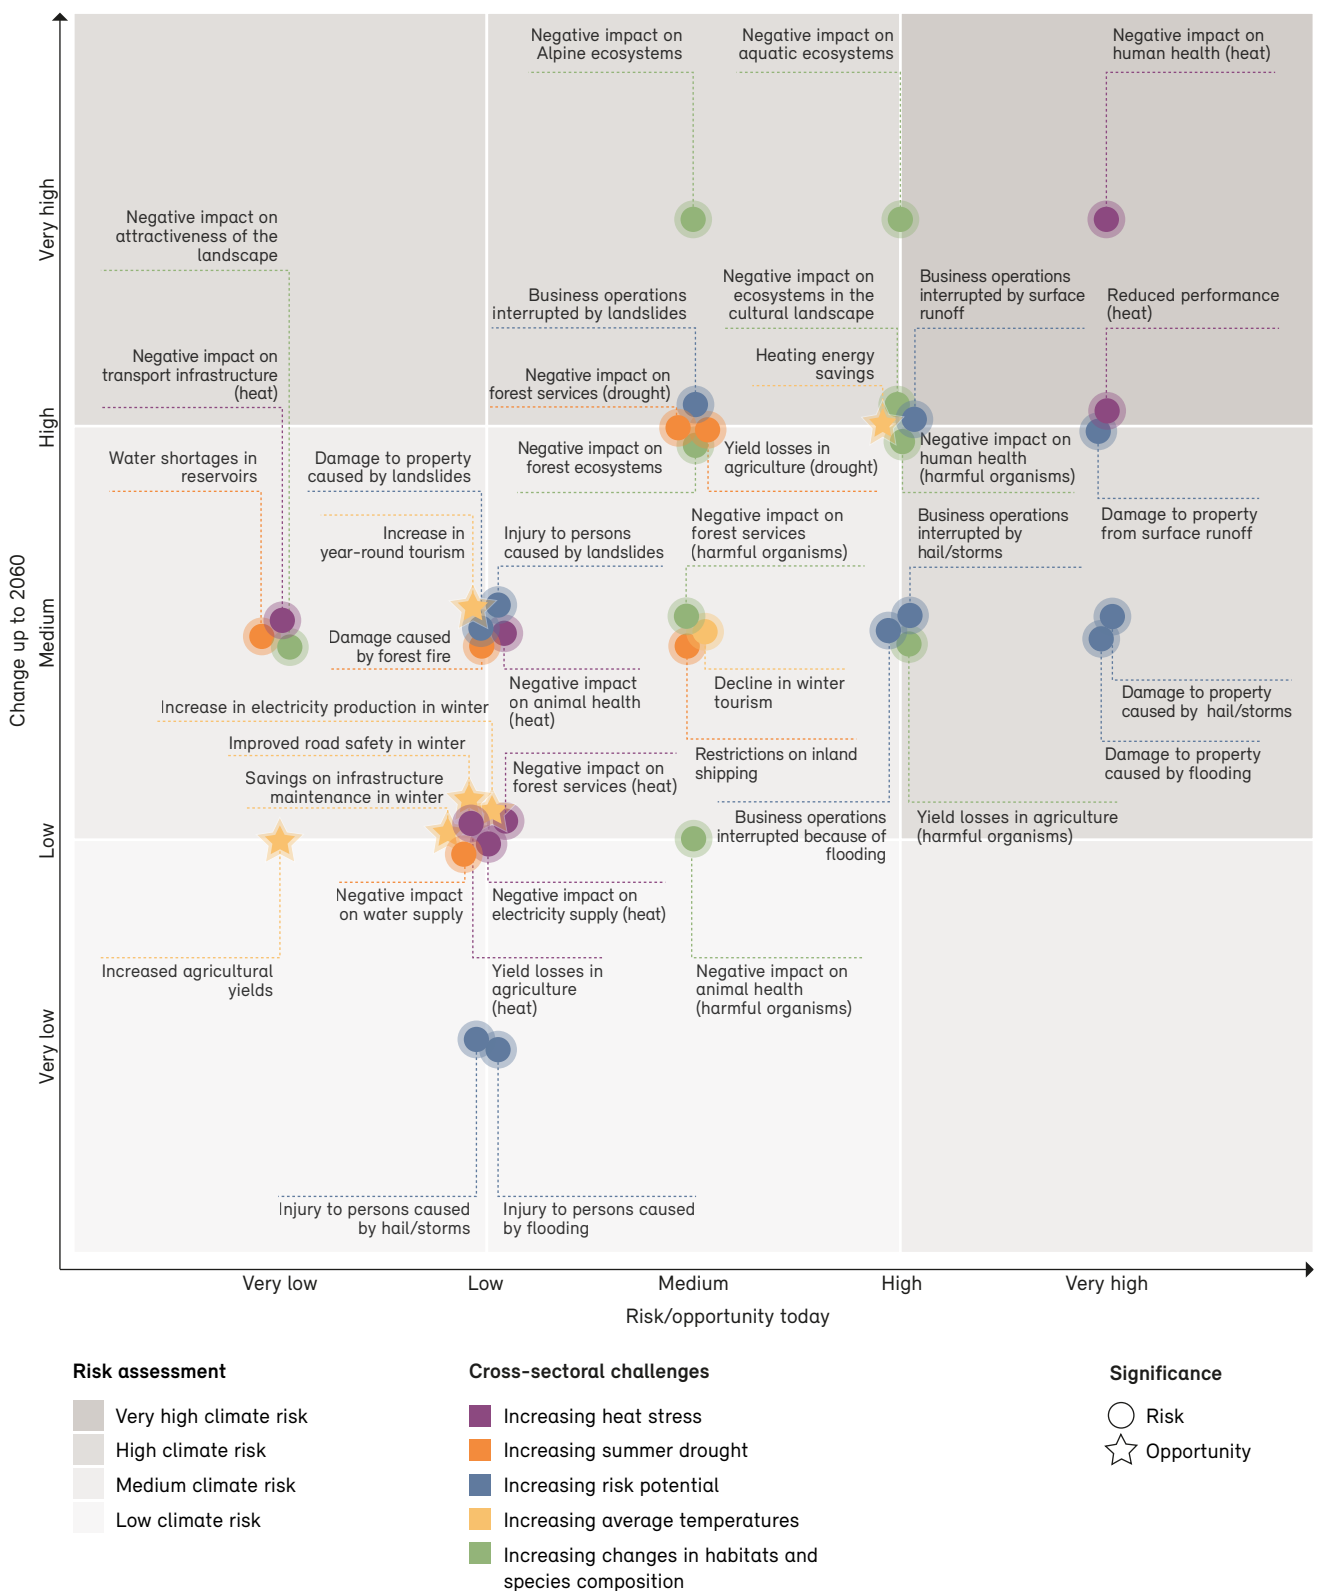 Negative impact on
Alpine ecosystems
Negative impact on
aquatic ecosystems
Negative impact on
human health (heat)
Very high
Negative impact on
attractiveness of the
landscape
Negative impact on
ecosystems in the
cultural landscape
Business operations
interrupted by surface
runoff
Business operations
interrupted by landslides
Reduced performance
(heat)
Negative impact on
transport infrastructure
(heat)
Heating energy
savings
Negative impact on
forest services (drought)
High
Negative impact on
forest ecosystems
Yield losses in
agriculture (drought)
Negative impact on
human health
(harmful organisms)
Water shortages in
reservoirs
Damage to property
caused by landslides
Increase in
year-round tourism
Injury to persons
caused by landslides
Negative impact on
forest services
(harmful organisms)
Business operations
interrupted by
hail/storms
Damage to property
from surface runoff
Change up to 2060
Medium
Damage caused
by forest fire
Negative impact
on animal health
(heat)
Decline in winter
tourism
Damage to property
caused by hail/storms
Increase in electricity production in winter
Improved road safety in winter
Savings on infrastructure
maintenance in winter
Negative impact on
forest services (heat)
Restrictions on inland
shipping
Damage to property
caused by flooding
Business operations
interrupted because of
flooding
Yield losses in agriculture
(harmful organisms)
Low
Negative impact
on water supply
Negative impact on
electricity supply (heat)
Increased agricultural
yields
Yield losses in
agriculture
(heat)
Negative impact on
animal health
(harmful organisms)
Very low
Injury to persons caused
by hail/storms
Injury to persons caused
by flooding
Very low
Low
Medium
High
Very high
Risk/opportunity today
Risk assessment
Very high climate risk
High climate risk
Medium climate risk
Low climate risk
Cross-sectoral challenges
Increasing heat stress
Increasing summer drought
Increasing risk potential
Increasing average temperatures
Increasing changes in habitats and
species composition
Significance
Risk
Opportunity